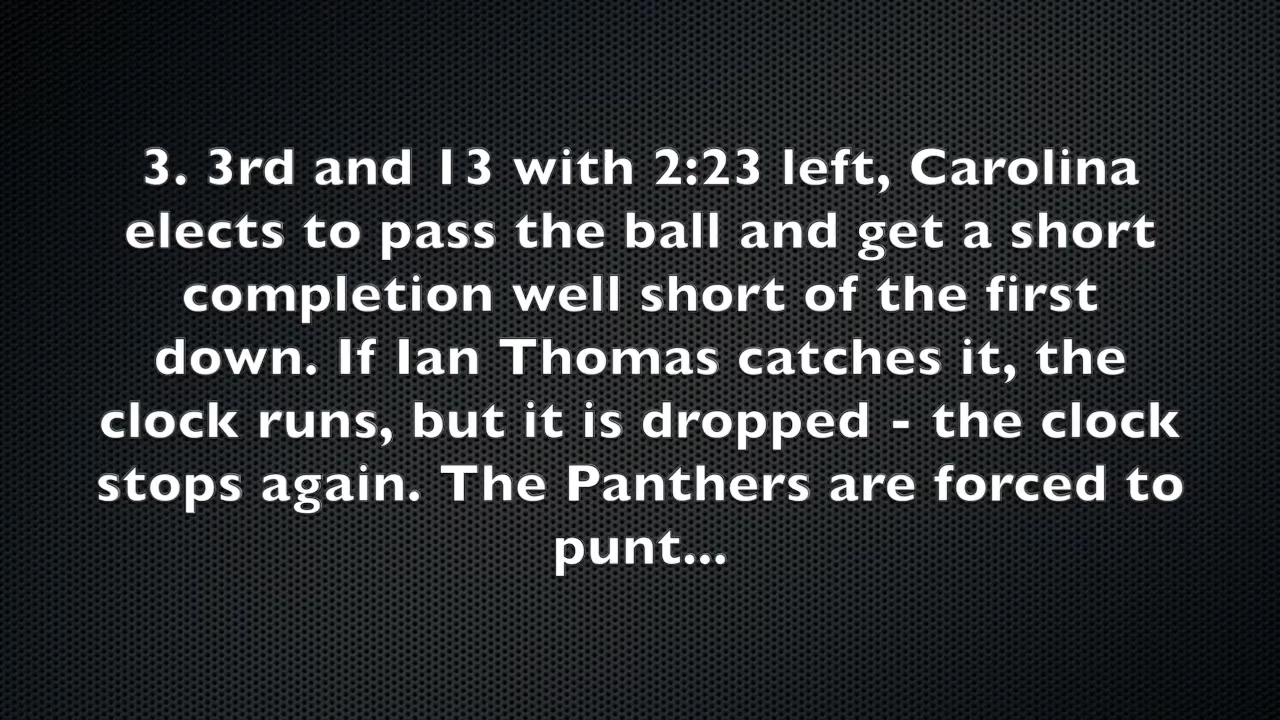 3. 3rd and 13 with 2:23 left, Carolina
elects to pass the ball and get a short
completion well short of the first
down. If Ian Thomas catches it, the
clock runs, but it is dropped - the clock
stops again. The Panthers are forced to
punt...